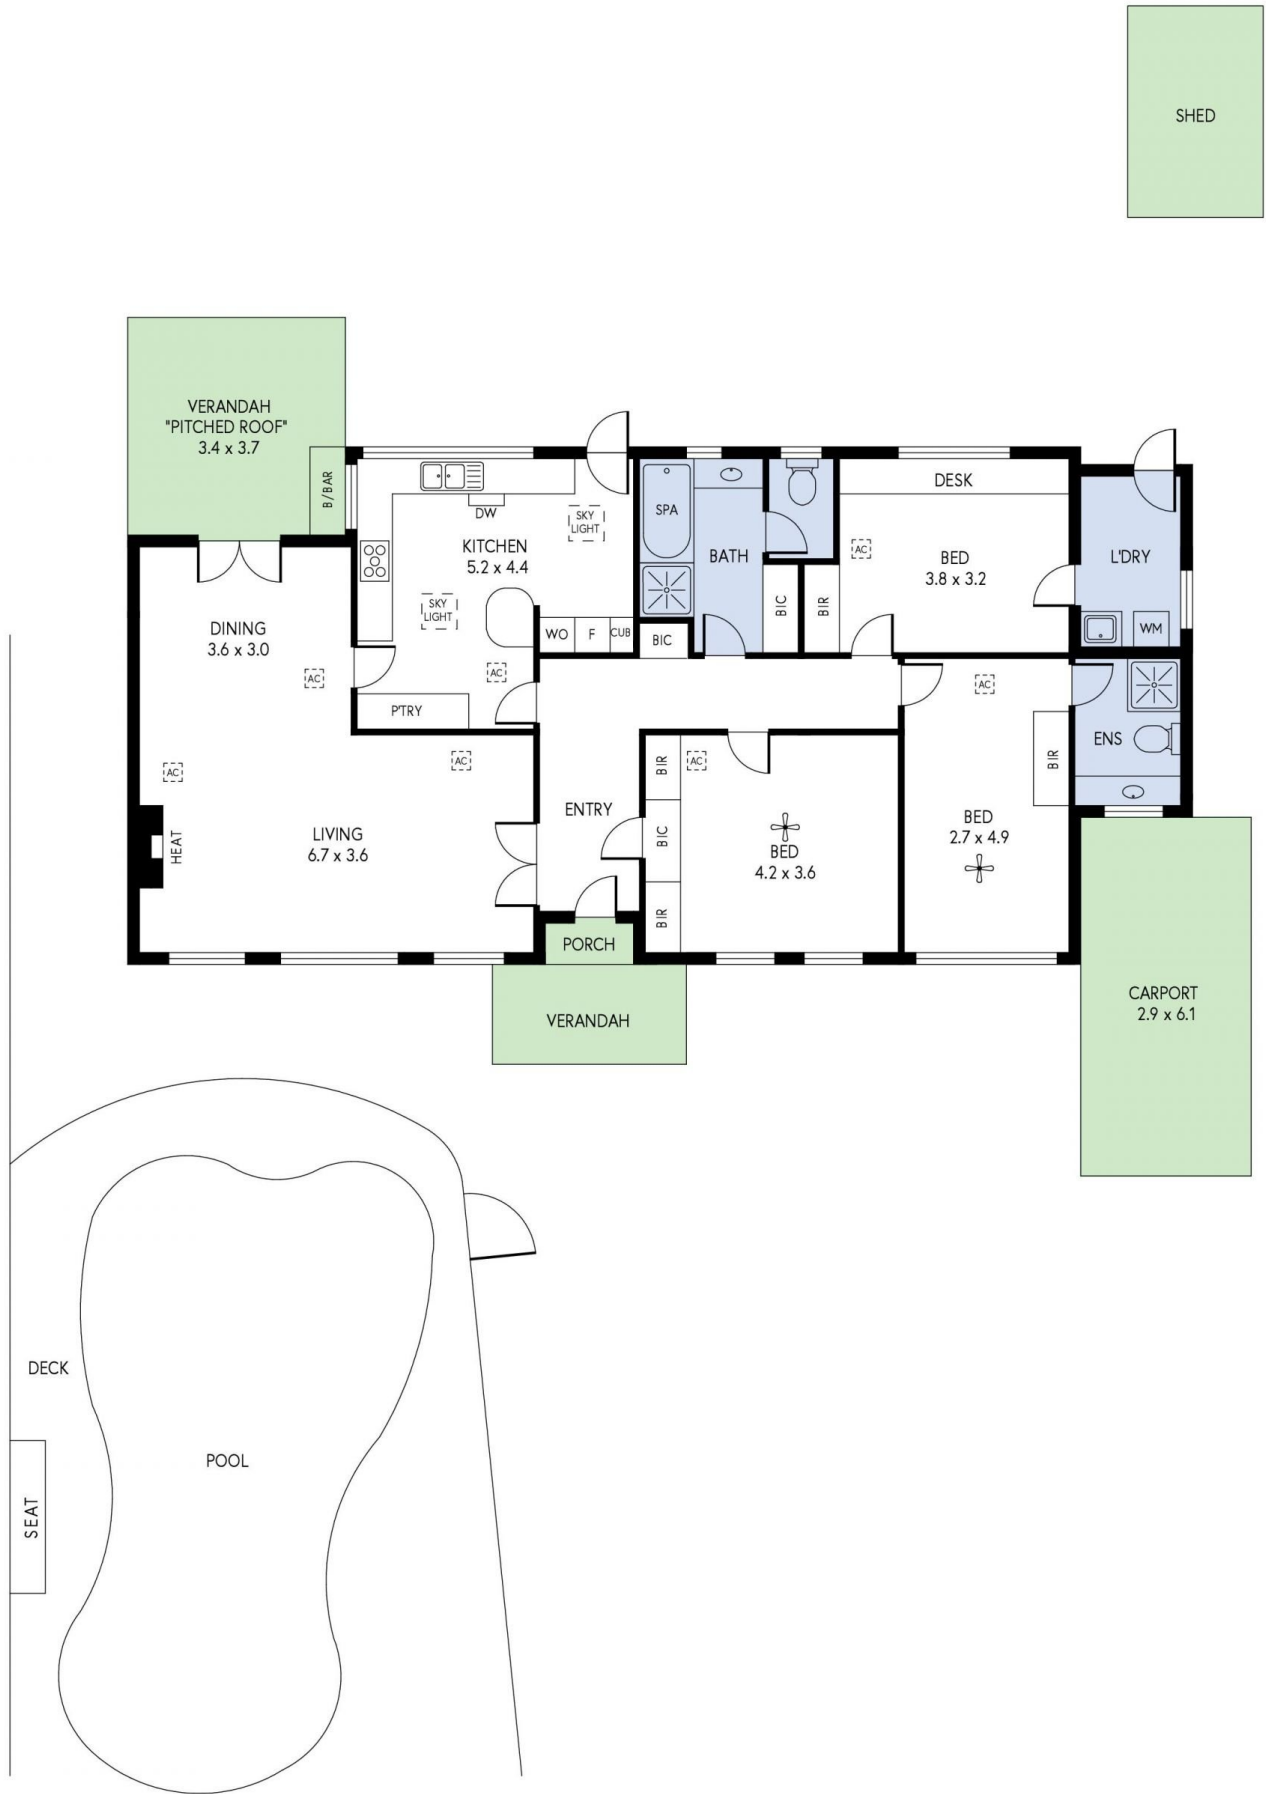 SHED
VERANDAH
"PITCHED ROOF"
3.4 x 3.7
B/BAR
DW
SKY
LIGHT
KITCHEN
5.2 x 4.4
SKY
LIGHT
WO
F
CUB
AC
P'TRY
SPA
BATH
BIC
BIC
BIR
DESK
AC
BED
3.8 x 3.2
L'DRY
WM
DINING
3.6 x 3.0
AC
AC
AC
HEAT
LIVING
6.7 x 3.6
ENTRY
BIR
BIC
BIR
AC
BED
4.2 x 3.6
AC
BIR
BED
2.7 x 4.9
ENS
PORCH
VERANDAH
CARPORT
2.9 x 6.1
DECK
POOL
SEAT